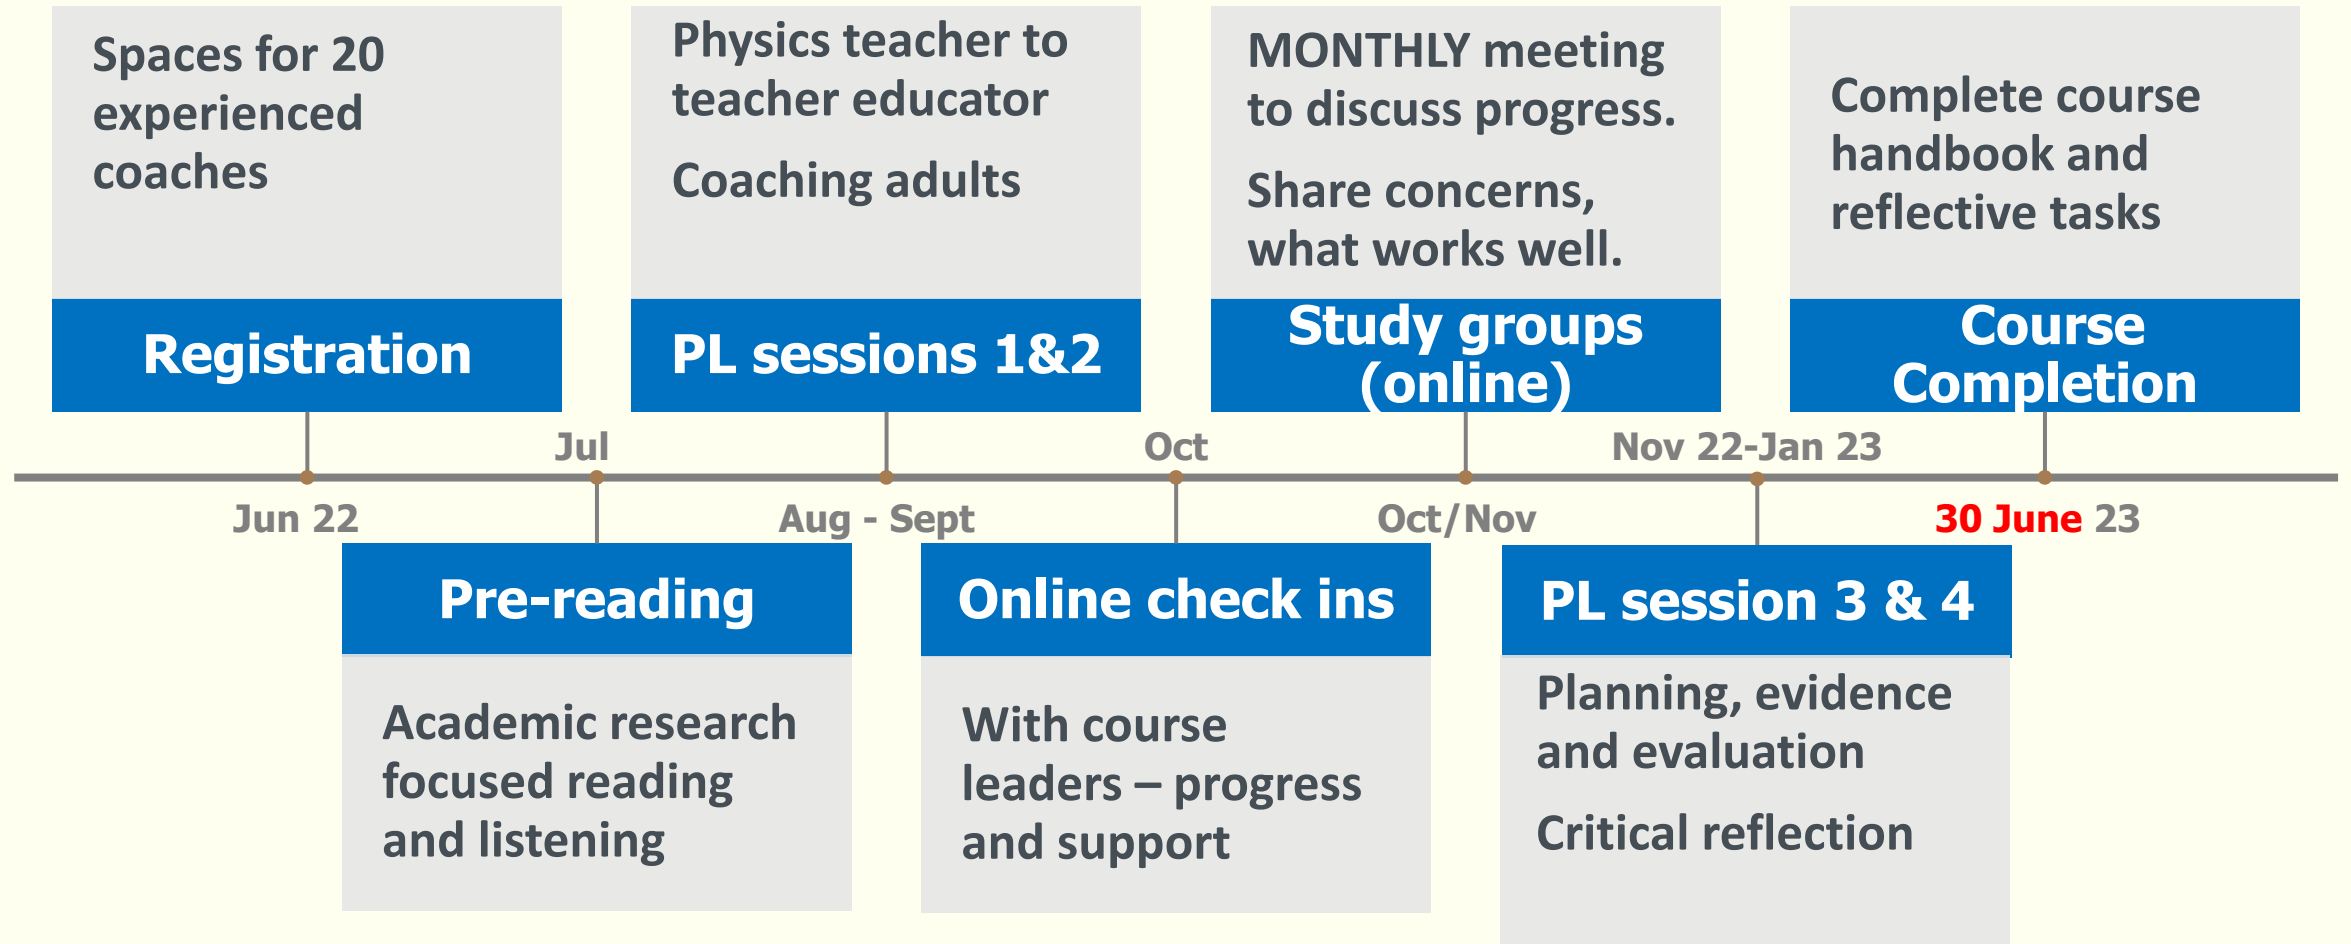 Spaces for 20
experienced
coaches
Registration
Jun 22
Jul
Pre-reading
Academic research
focused reading
and listening
Physics teacher to
teacher educator
Coaching adults
PL sessions 1&2
Aug - Sept
Oct
Online check ins
With course
leaders – progress
and support
MONTHLY meeting
to discuss progress.
Share concerns,
what works well.
Study groups
(online)
Oct/Nov
Nov 22-Jan 23
PL session 3 & 4
Planning, evidence
and evaluation
Critical reflection
Complete course
handbook and
reflective tasks
Course
Completion
30 June 23